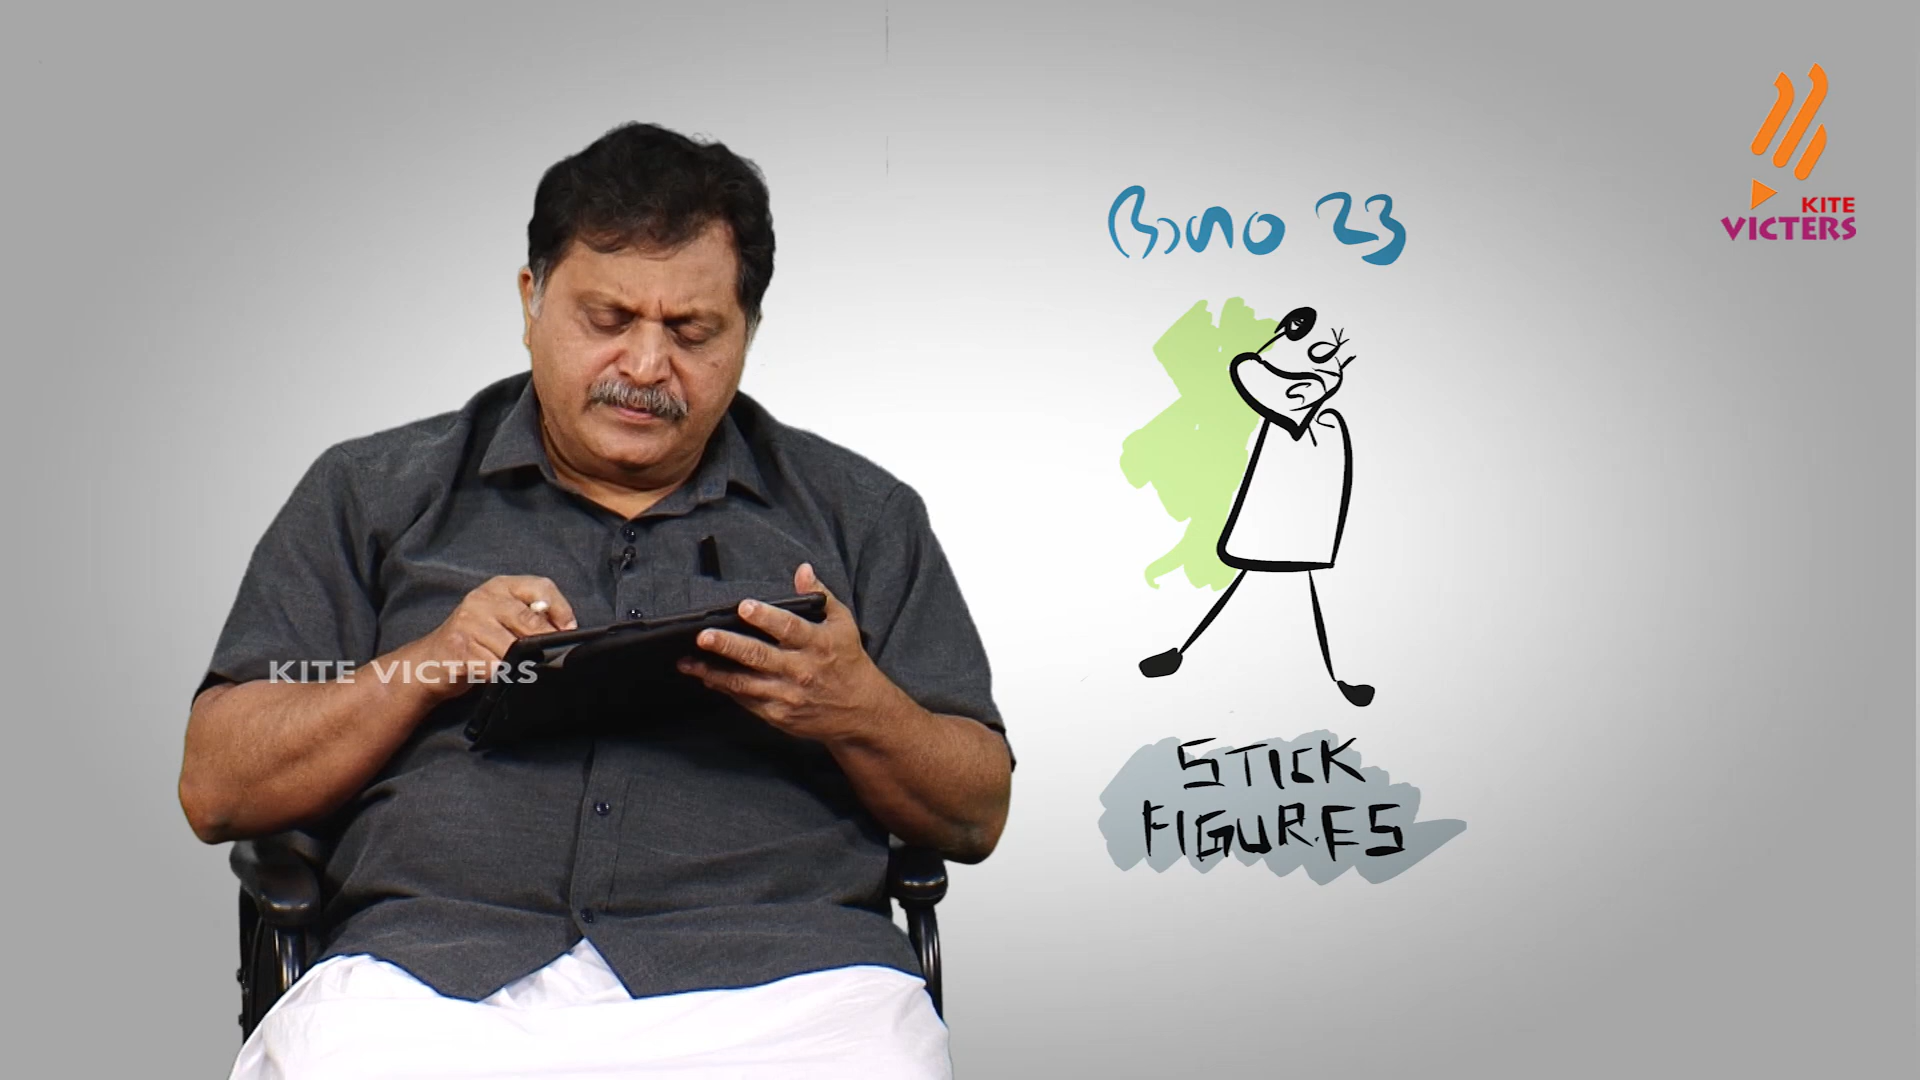 ഭാഗം 23
KITE
VICTERS
KITE VICTERS
STICK
FIGURES